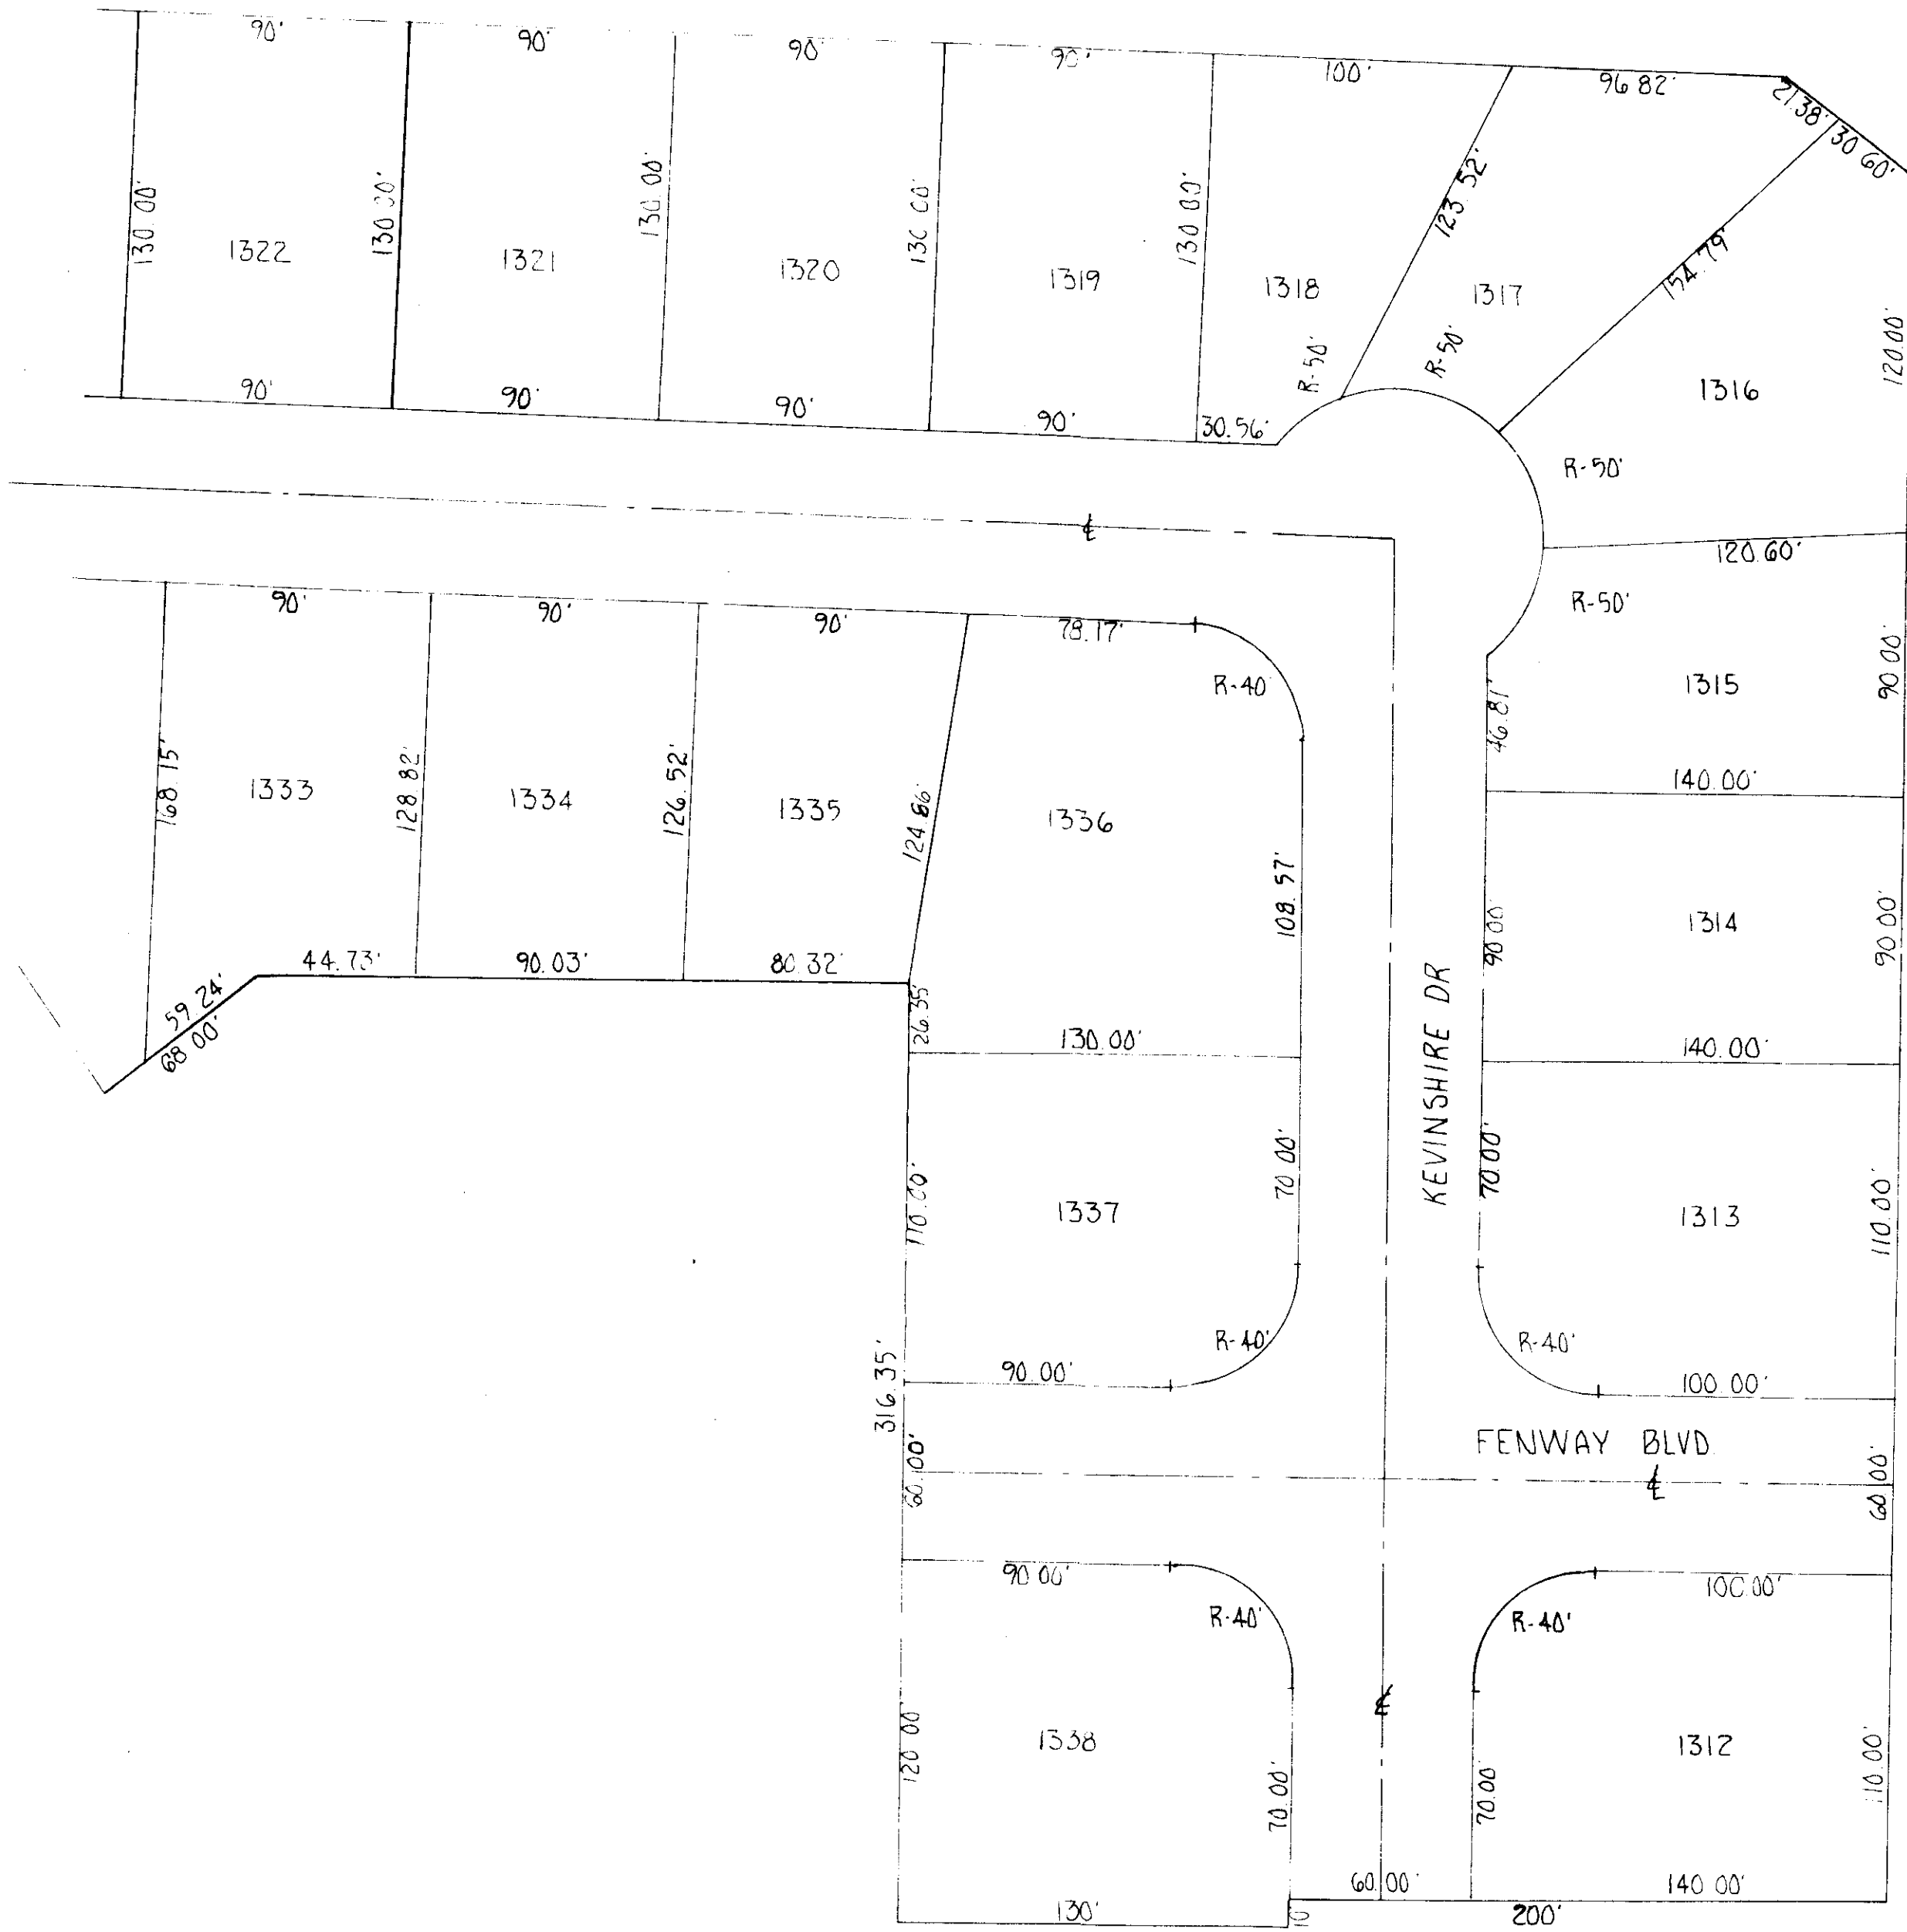 90' 90' 90' 90' 100' 96.82' 21.38' 30.60'
130.00' 130.00' 130.00' 130.00' 130.00' 123.52' 154.79' 120.00'
1322 1321 1320 1319 1318 1317 1316
R-50' R-50' R-50'
90' 90' 90' 90' 30.56'
₵
120.60'
R-50'
90' 90' 90' 78.17'
R-40'
1315 46.81' 90.00'
140.00'
168.15' 1333 128.82' 1334 126.52' 1335 124.86' 1336 108.57'
90.00' 1314 90.00'
59.24' 68.00' 44.73' 90.03' 80.32'
26.35' 130.00' 140.00'
KEVINSHIRE DR
110.00' 1337 70.00' 70.00' 1313 110.00'
R-40' R-40'
316.35' 90.00' 100.00'
FENWAY BLVD.
60.00' ₵ 60.00'
90.00' 100.00'
R-40' R-40'
₵
120.00' 1338 70.00' 70.00' 1312 110.00'
60.00' 140.00'
130' 10 200'